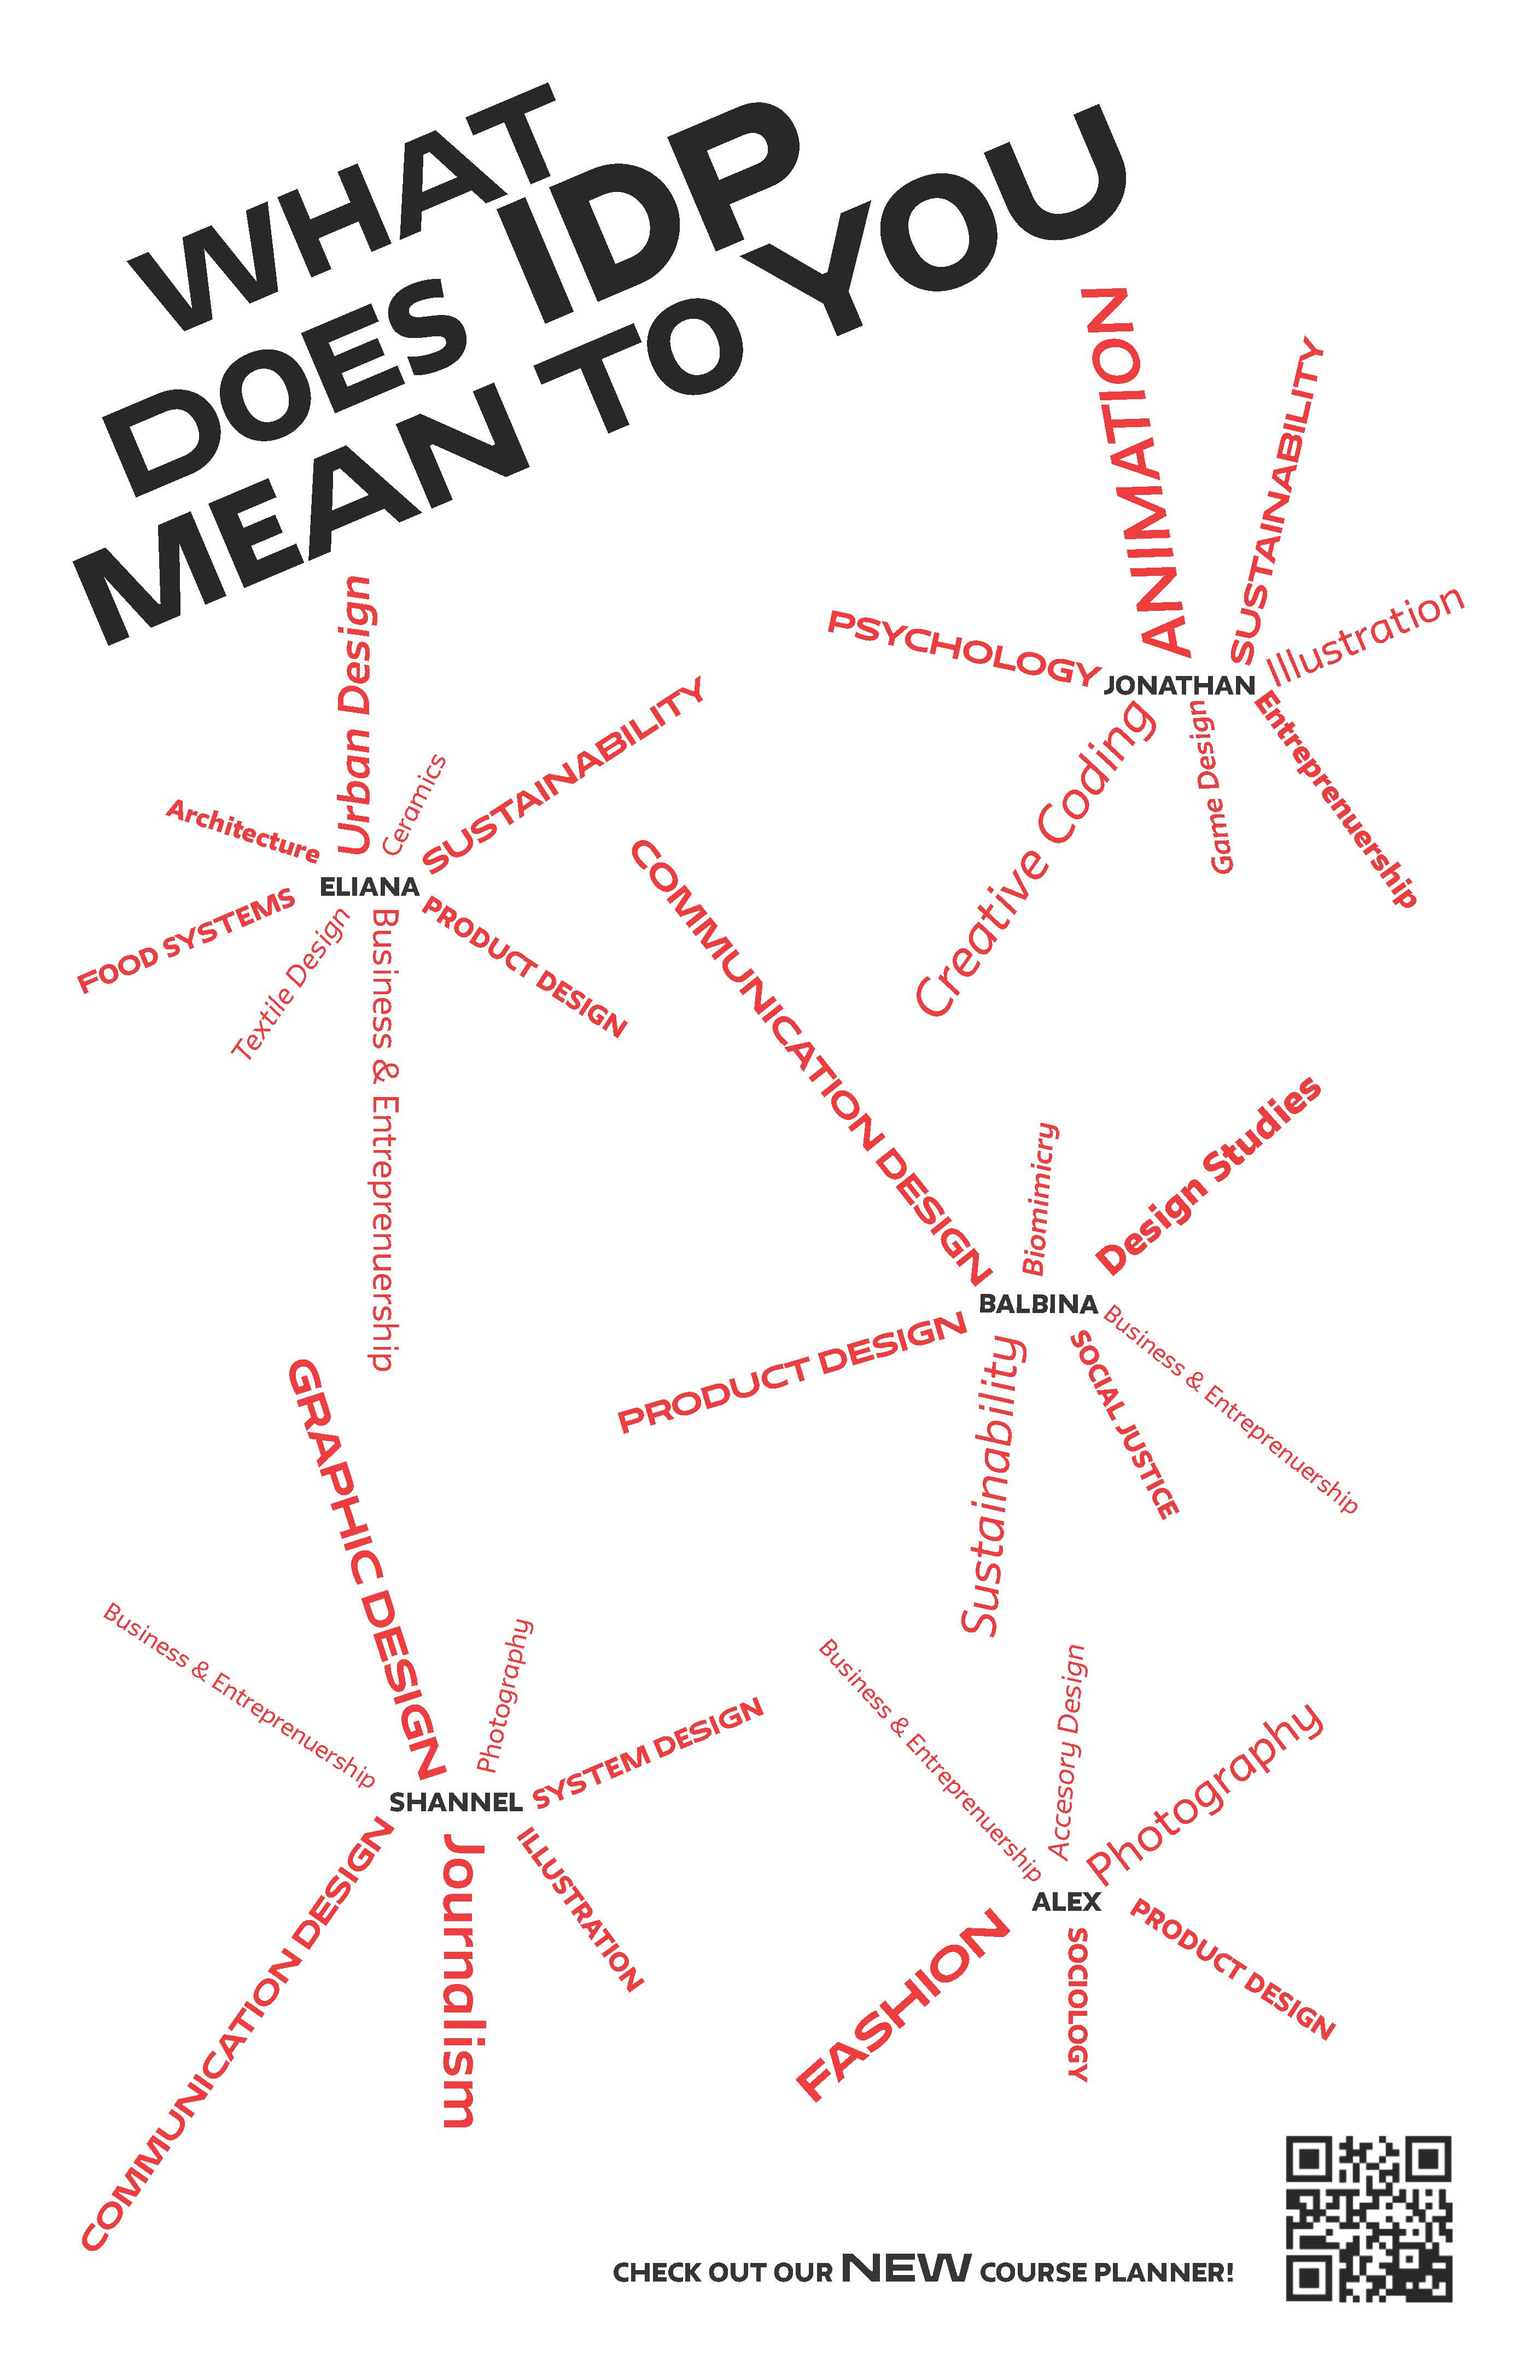 WHAT
DOES IDP
MEAN TO YOU
ANIMATION
SUSTAINABILITY
Illustration
PSYCHOLOGY
JONATHAN
Entreprenuership
Game Design
Creative Coding
Urban Design
Ceramics
SUSTAINABILITY
Architecture
ELIANA
FOOD SYSTEMS
Textile Design
Business & Entreprenuership
PRODUCT DESIGN
COMMUNICATION DESIGN
Biomimicry
Design Studies
BALBINA
PRODUCT DESIGN
Sustainability
SOCIAL JUSTICE
Business & Entreprenuership
GRAPHIC DESIGN
Business & Entreprenuership
Photography
SYSTEM DESIGN
SHANNEL
COMMUNICATION DESIGN
Journalism
ILLUSTRATION
Business & Entreprenuership
Accesory Design
Photography
ALEX
FASHION
SOCIOLOGY
PRODUCT DESIGN
CHECK OUT OUR NEW COURSE PLANNER!